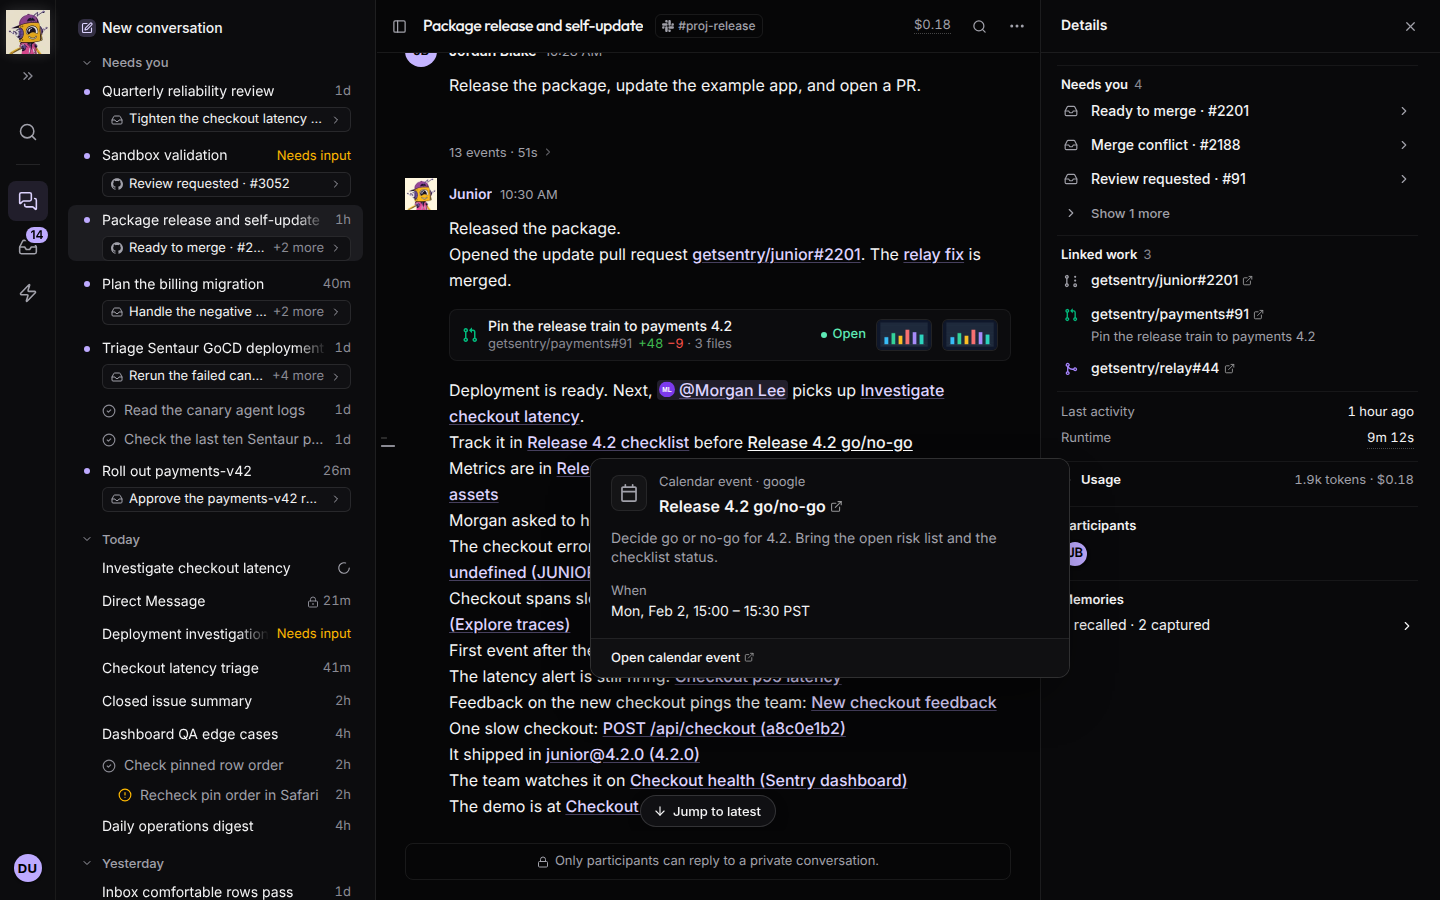 New conversation
Needs you
Quarterly reliability review 1d
Tighten the checkout latency ...
Sandbox validation Needs input
Review requested · #3052
Package release and self-update 1h
Ready to merge · #2... +2 more
14
Plan the billing migration 40m
Handle the negative ... +2 more
Triage Sentaur GoCD deployment 1d
Rerun the failed can... +4 more
Read the canary agent logs 1d
Check the last ten Sentaur p... 1d
Roll out payments-v42 26m
Approve the payments-v42 r...
Today
Investigate checkout latency
Direct Message 21m
Deployment investigation Needs input
Checkout latency triage 41m
Closed issue summary 2h
Dashboard QA edge cases 4h
Check pinned row order 2h
Recheck pin order in Safari 2h
Daily operations digest 4h
Yesterday
Inbox comfortable rows pass 1d
DU
Package release and self-update #proj-release $0.18
Jordan Blake 10:28 AM
Release the package, update the example app, and open a PR.
13 events · 51s
Junior 10:30 AM
Released the package.
Opened the update pull request getsentry/junior#2201. The relay fix is
merged.
Pin the release train to payments 4.2
getsentry/payments#91 +48 −9 · 3 files
Open
Deployment is ready. Next, ML @Morgan Lee picks up Investigate
checkout latency.
Track it in Release 4.2 checklist before Release 4.2 go/no-go
Metrics are in Rele
assets
Morgan asked to h
The checkout erro
undefined (JUNIOR
Checkout spans slo
(Explore traces)
First event after the
The latency alert is still firing: Checkout p95 latency
Feedback on the new checkout pings the team: New checkout feedback
One slow checkout: POST /api/checkout (a8c0e1b2)
It shipped in junior@4.2.0 (4.2.0)
The team watches it on Checkout health (Sentry dashboard)
The demo is at Checkout
Jump to latest
Only participants can reply to a private conversation.
Calendar event · google
Release 4.2 go/no-go
Decide go or no-go for 4.2. Bring the open risk list and the
checklist status.
When
Mon, Feb 2, 15:00 – 15:30 PST
Open calendar event
Details
Needs you 4
Ready to merge · #2201
Merge conflict · #2188
Review requested · #91
Show 1 more
Linked work 3
getsentry/junior#2201
getsentry/payments#91
Pin the release train to payments 4.2
getsentry/relay#44
Last activity 1 hour ago
Runtime 9m 12s
Usage 1.9k tokens · $0.18
articipants
JB
emories
recalled · 2 captured